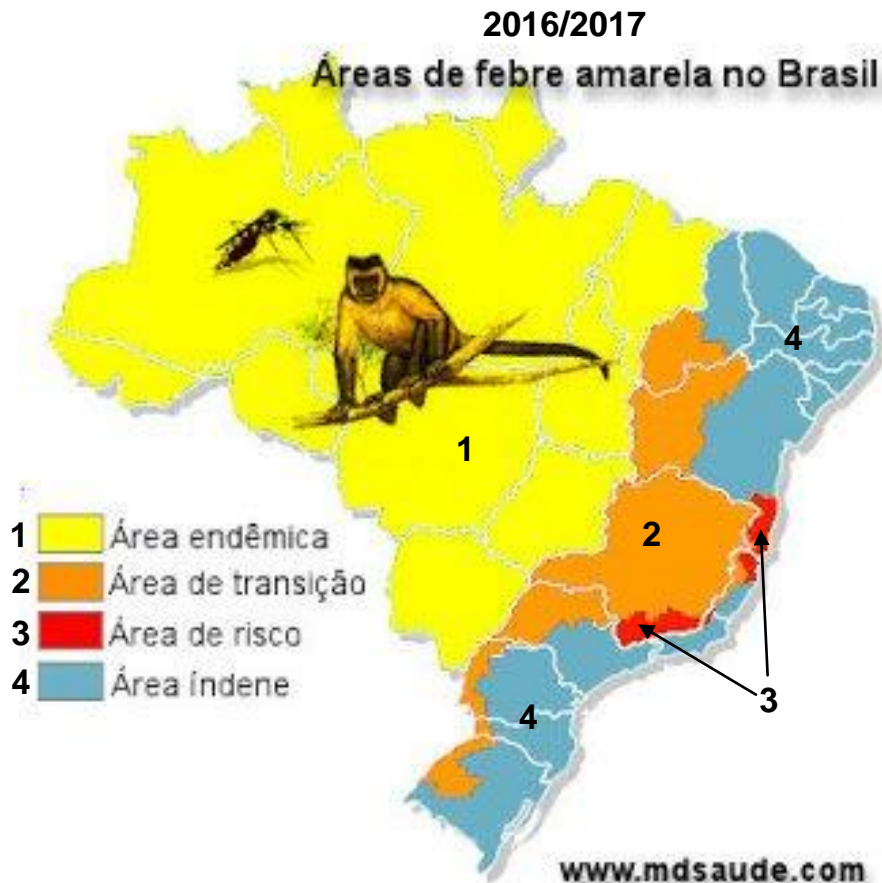 2016/2017
Áreas de febre amarela no Brasil
4
1
2
1 Área endêmica
2 Área de transição
3 Área de risco
4 Área índene
3
4
www.mdsaude.com